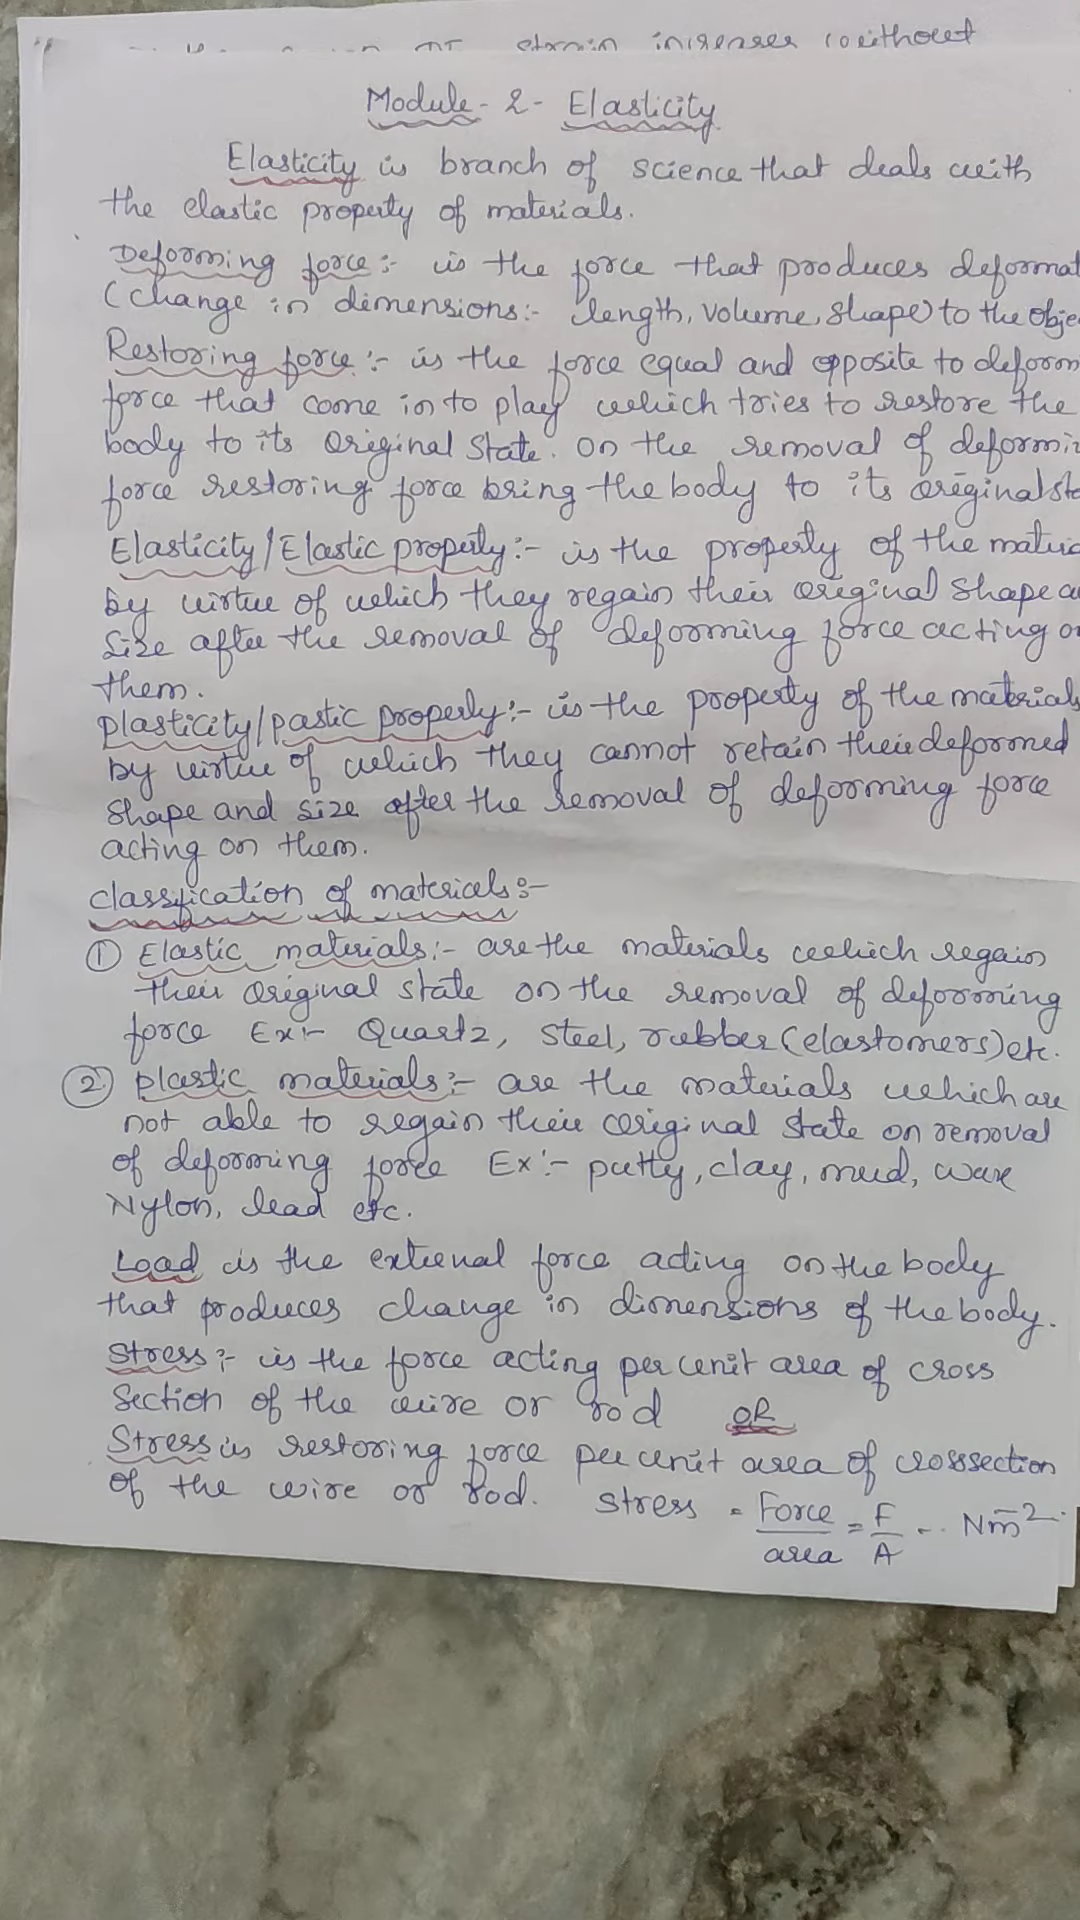 strain increases without
Module - 2 - Elasticity
Elasticity is branch of science that deals with
the elastic property of materials.
Deforming force :- is the force that produces deformat
(change in dimensions:- length, volume, shape) to the obje
Restoring force :- is the force equal and opposite to deform
force that come in to play which tries to restore the
body to its original state. on the removal of deformi
force restoring force bring the body to its original st
Elasticity/Elastic property:- is the property of the materi
by virtue of which they regain their original shape a
size after the removal of deforming force acting o
them.
plasticity/pastic property:- is the property of the materials
by virtue of which they cannot retain their deformed
shape and size after the removal of deforming force
acting on them.
classification of materials:-
① Elastic materials:- are the materials which regain
their original state on the removal of deforming
force Ex:- Quartz, steel, rubber (elastomers) etc.
② plastic materials:- are the materials which are
not able to regain their original state on removal
of deforming force Ex:- putty, clay, mud, wax
Nylon, lead etc.
Load is the external force acting on the body
that produces change in dimensions of the body.
Stress:- is the force acting per unit area of cross
section of the wire or rod OR
Stress is restoring force per unit area of crosssection
of the wire or rod. stress = Force/area = F/A -- Nm⁻².